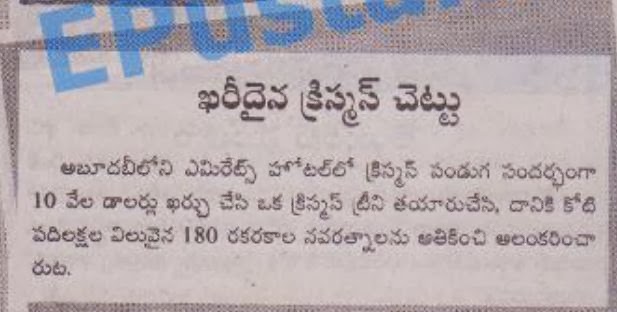 ఖరీదైన క్రిస్మస్ చెట్టు
అబూదబీలోని ఎమిరేట్స్ హోటల్‌లో క్రిస్మస్ పండుగ సందర్భంగా
10 వేల డాలర్లు ఖర్చు చేసి ఒక క్రిస్మస్ ట్రీని తయారుచేసి, దానికి కోటి
పదిలక్షల విలువైన 180 రకరకాల నవరత్నాలను అతికించి అలంకరించా
రుట.